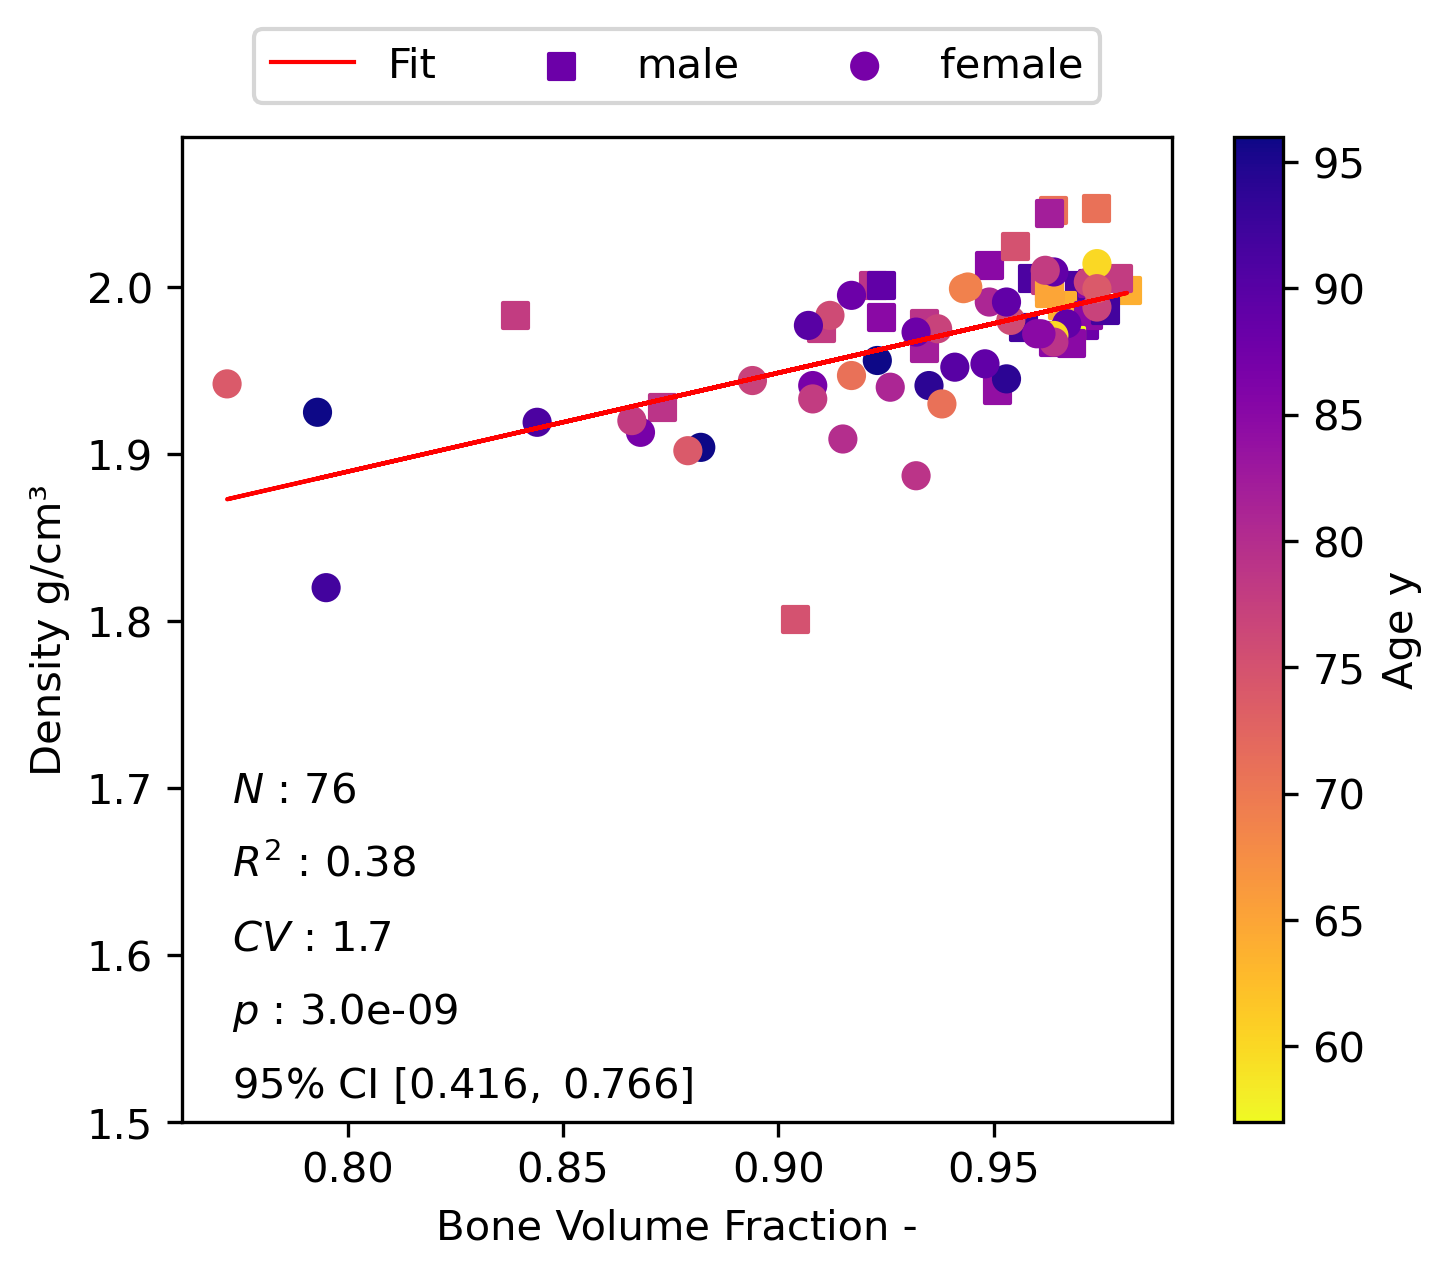 Fit male female
2.0
1.9
1.8
1.7
1.6
1.5
Density g/cm³
N : 76
R² : 0.38
CV : 1.7
p : 3.0e-09
95% CI [0.416, 0.766]
0.80 0.85 0.90 0.95
Bone Volume Fraction -
95
90
85
80
75
70
65
60
Age y